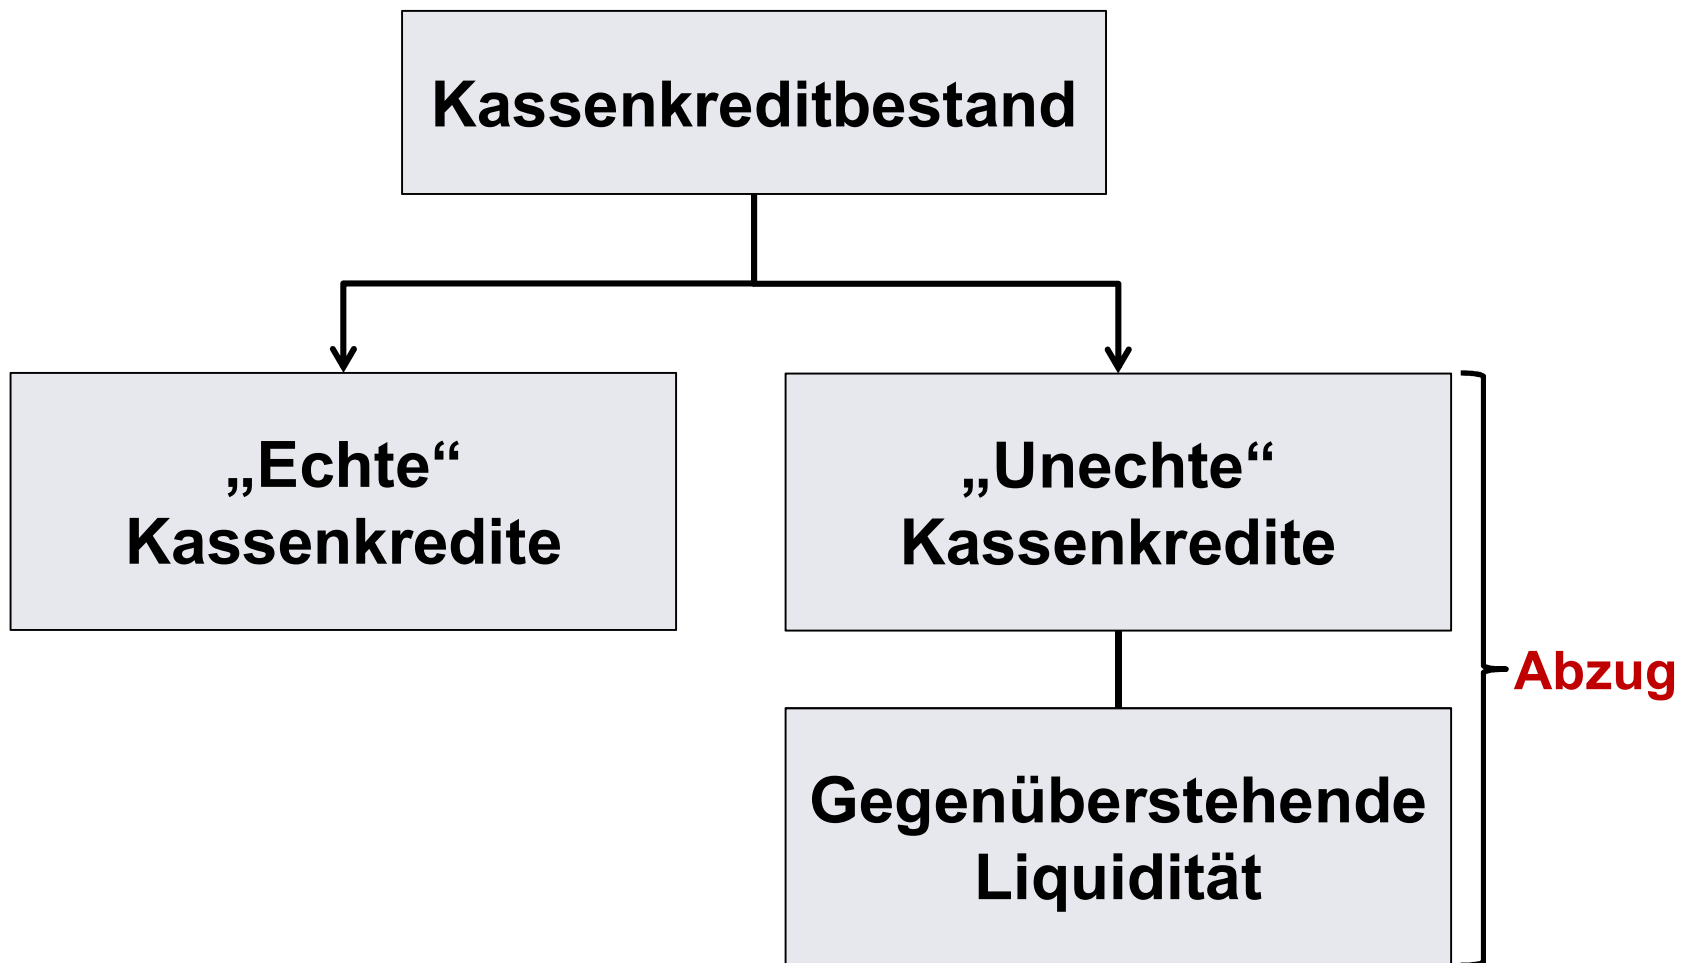 Kassenkreditbestand
„Echte“
Kassenkredite
„Unechte“
Kassenkredite
Abzug
Gegenüberstehende
Liquidität